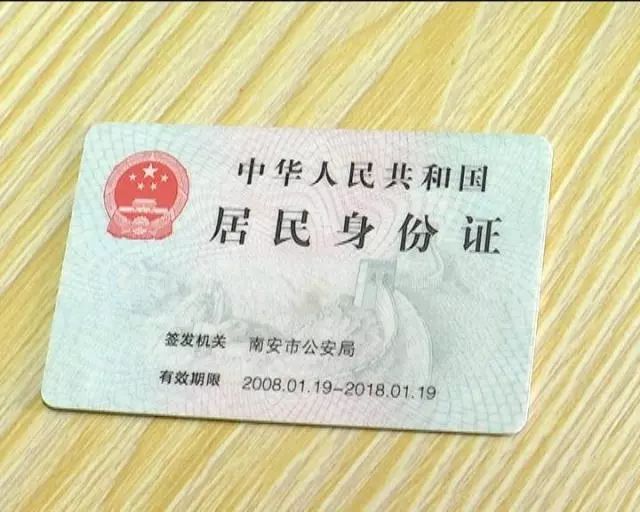 中华人民共和国
居民身份证
签发机关 南安市公安局
有效期限 2008.01.19-2018.01.19